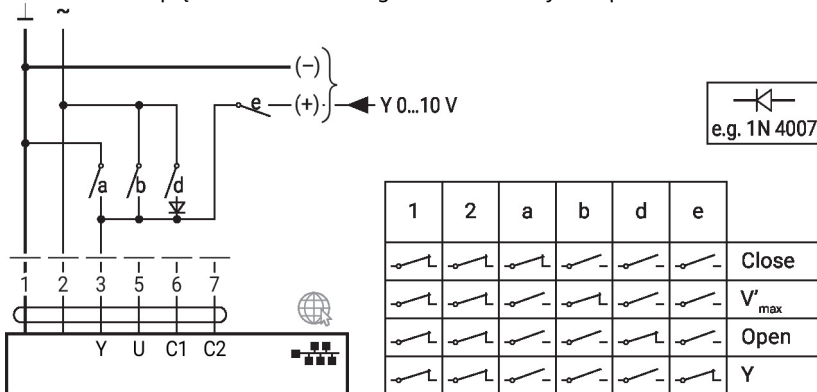 ⊥ ~
(–)
e (+) Y 0...10 V
a b d
e.g. 1N 4007
1 2 a b d e
Close
V'max
Open
Y
1 2 3 5 6 7
Y U C1 C2